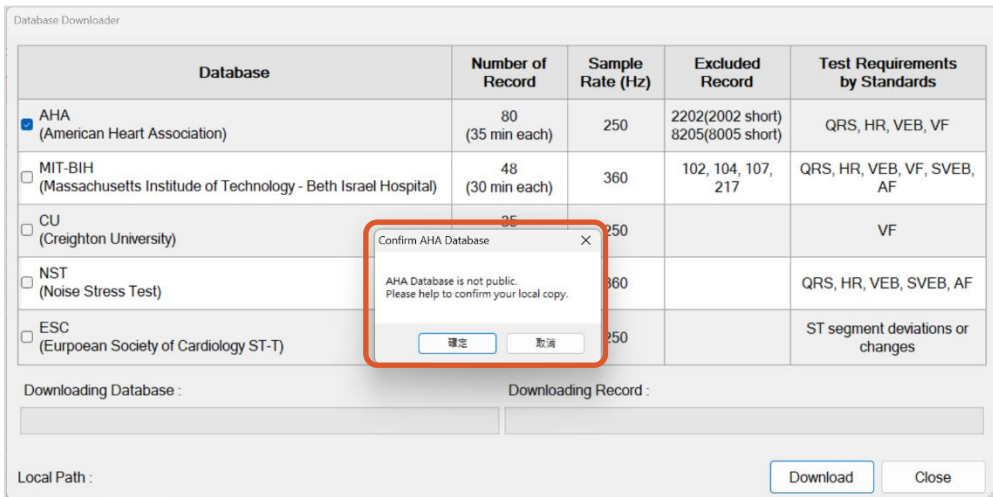 Database Downloader
Database
Number of
Record
Sample
Rate (Hz)
Excluded
Record
Test Requirements
by Standards
AHA
(American Heart Association)
80
(35 min each)
250
2202(2002 short)
8205(8005 short)
QRS, HR, VEB, VF
MIT-BIH
(Massachusetts Institute of Technology - Beth Israel Hospital)
48
(30 min each)
360
102, 104, 107,
217
QRS, HR, VEB, VF, SVEB,
AF
CU
(Creighton University)
250
VF
NST
(Noise Stress Test)
360
QRS, HR, VEB, SVEB, AF
ESC
(Eurpoean Society of Cardiology ST-T)
250
ST segment deviations or
changes
Confirm AHA Database
AHA Database is not public.
Please help to confirm your local copy.
確定
取消
Downloading Database :
Downloading Record :
Local Path :
Download
Close